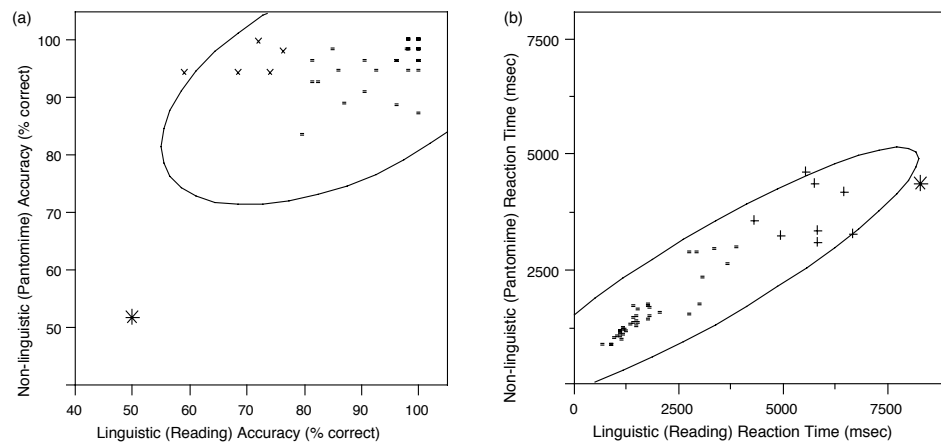 (a)
Non-linguistic (Pantomime) Accuracy (% correct)
100
90
80
70
60
50
40 50 60 70 80 90 100
Linguistic (Reading) Accuracy (% correct)
(b)
Non-linguistic (Pantomime) Reaction Time (msec)
7500
5000
2500
0 2500 5000 7500
Linguistic (Reading) Reaction Time (msec)